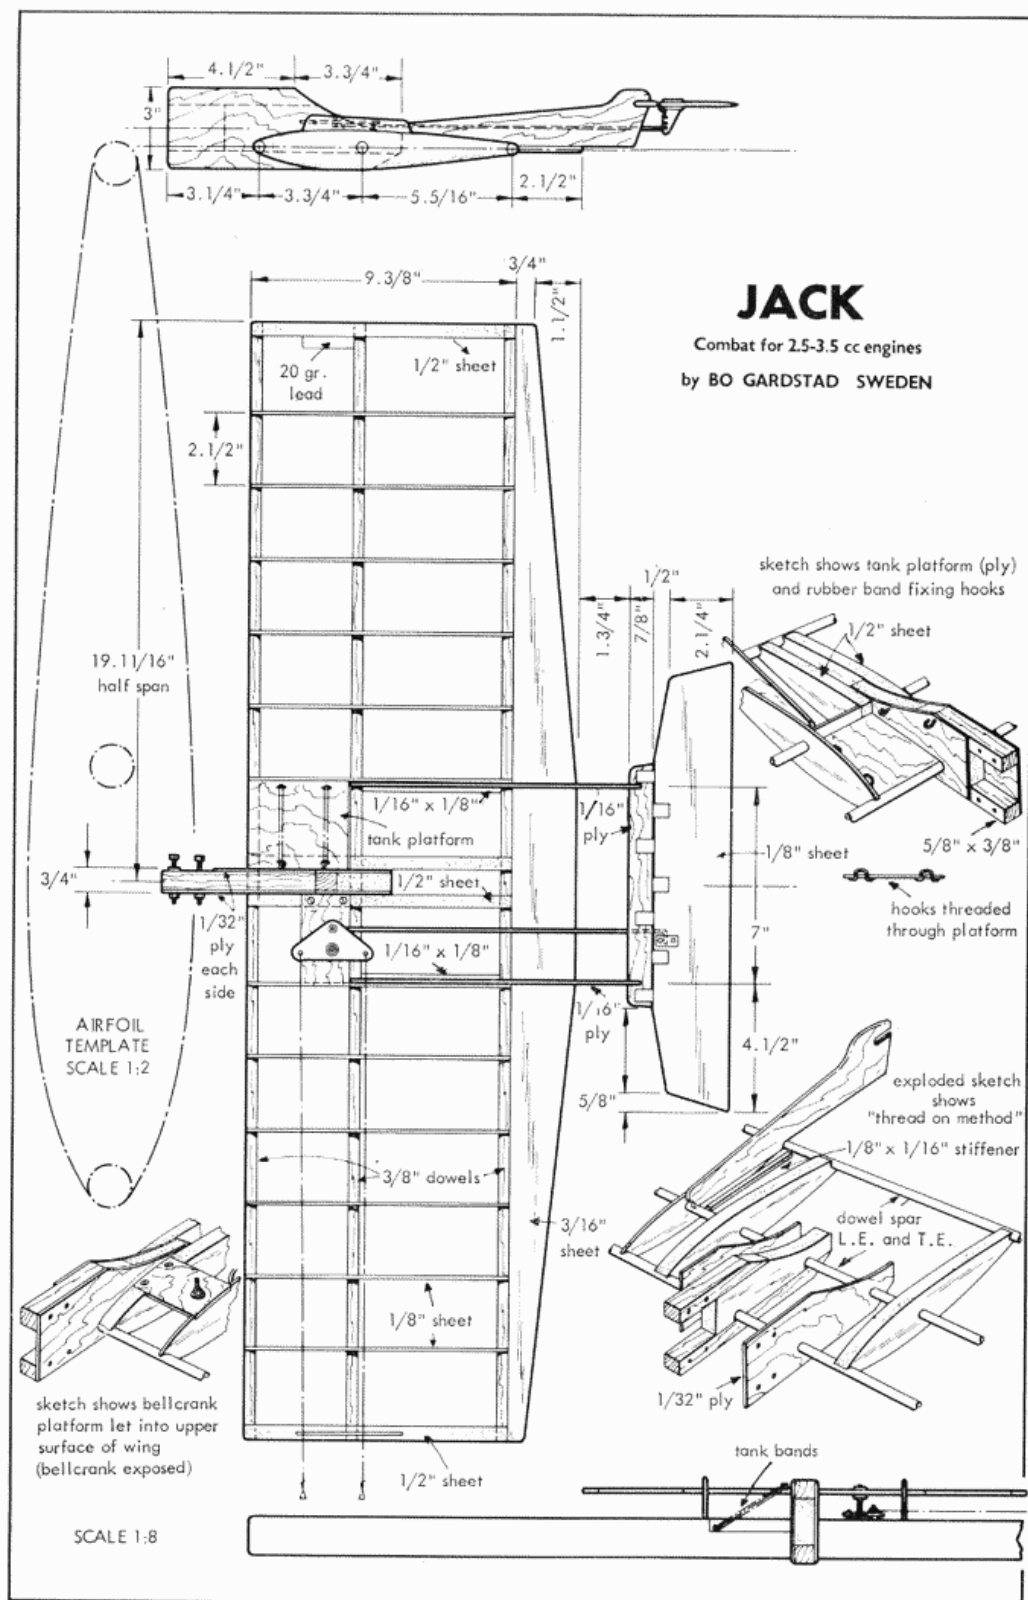 4.1/2"
3.3/4"
3"
3.1/4"
3.3/4"
5.5/16"
2.1/2"
3/4"
9.3/8"
1.1/2"
JACK
Combat for 2.5-3.5 cc engines
by BO GARDSTAD SWEDEN
20 gr.
lead
1/2" sheet
2.1/2"
19.11/16"
half span
sketch shows tank platform (ply)
and rubber band fixing hooks
1/2"
1.3/4"
7/8"
2.1/4"
1/2" sheet
1/16" x 1/8"
1/16"
ply
tank platform
5/8" x 3/8"
1/8" sheet
3/4"
1/2" sheet
hooks threaded
through platform
1/32"
ply
each
side
1/16" x 1/8"
7"
1/16"
ply
AIRFOIL
TEMPLATE
SCALE 1:2
4.1/2"
5/8"
exploded sketch
shows
"thread on method"
1/8" x 1/16" stiffener
3/8" dowels
3/16"
sheet
dowel spar
L.E. and T.E.
1/8" sheet
1/32" ply
sketch shows bellcrank
platform let into upper
surface of wing
(bellcrank exposed)
1/2" sheet
tank bands
SCALE 1:8